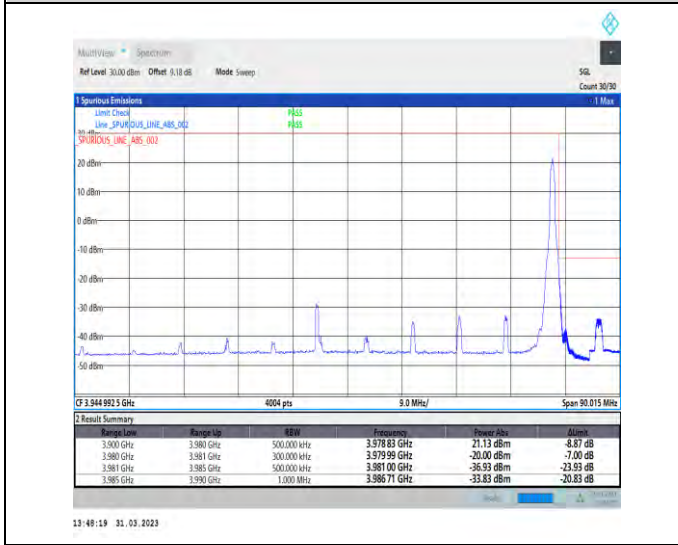 MultiView Spectrum
Ref Level 30.00 dBm Offset 9.18 dB Mode Sweep SGL
Count 30/30
1 Spurious Emissions 1 Max
Limit Check PASS
Line _SPURIOUS_LINE_ABS_002 PASS
_SPURIOUS_LINE_ABS_002
20 dBm
10 dBm
0 dBm
-10 dBm
-20 dBm
-30 dBm
-40 dBm
-50 dBm
CF 3.944 992 5 GHz 4004 pts 9.0 MHz/ Span 90.015 MHz
2 Result Summary
Range Low Range Up RBW Frequency Power Abs ΔLimit
3.900 GHz 3.980 GHz 500.000 kHz 3.978 83 GHz 21.13 dBm -8.87 dB
3.980 GHz 3.981 GHz 300.000 kHz 3.979 99 GHz -20.00 dBm -7.00 dB
3.981 GHz 3.985 GHz 500.000 kHz 3.981 00 GHz -36.93 dBm -23.93 dB
3.985 GHz 3.990 GHz 1.000 MHz 3.986 71 GHz -33.83 dBm -20.83 dB
13:48:19 31.03.2023